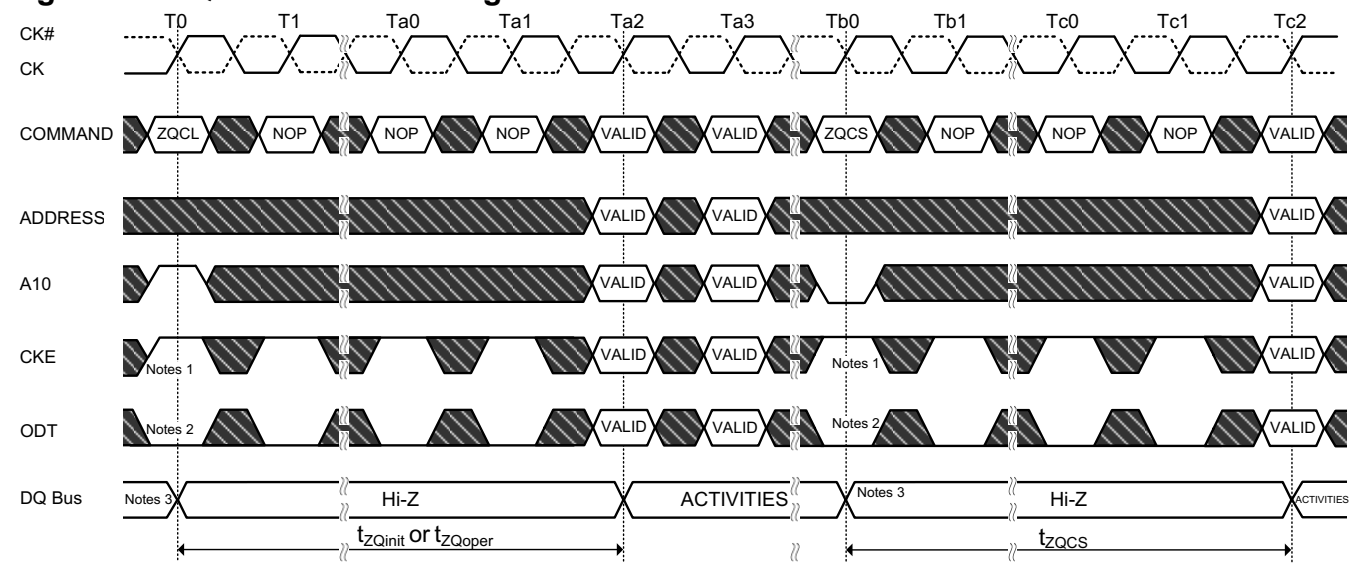 T0 T1 Ta0 Ta1 Ta2 Ta3 Tb0 Tb1 Tc0 Tc1 Tc2
CK#
CK
COMMAND ZQCL NOP NOP NOP VALID VALID ZQCS NOP NOP NOP VALID
ADDRESS VALID VALID VALID
A10 VALID VALID VALID
CKE Notes 1 VALID VALID Notes 1 VALID
ODT Notes 2 VALID VALID Notes 2 VALID
DQ Bus Notes 3 Hi-Z ACTIVITIES Notes 3 Hi-Z ACTIVITIES
tZQinit or tZQoper tZQCS